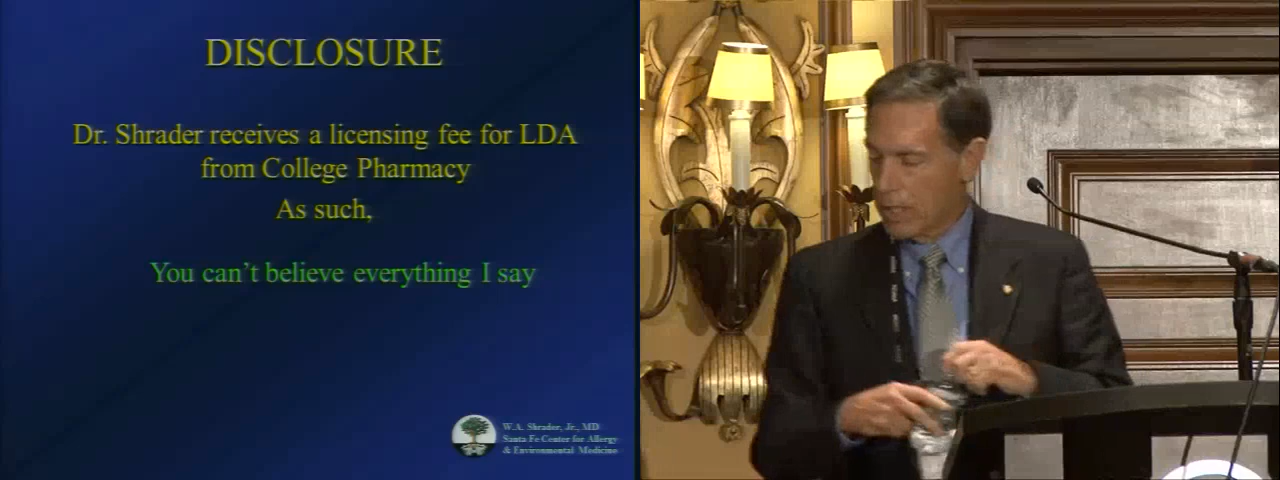 DISCLOSURE
Dr. Shrader receives a licensing fee for LDA
from College Pharmacy
As such,
You can't believe everything I say
W.A. Shrader, Jr., MD
Santa Fe Center for Allergy
& Environmental Medicine